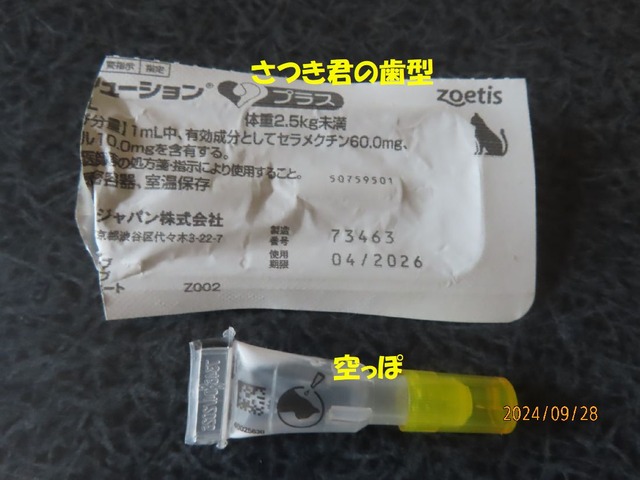 要指示 指定
さつき君の歯型
リューション® プラス
zoetis
体重2.5kg未満
分量】1mL中、有効成分としてセラメクチン60.0mg、
ル10.0mgを含有する。
の処方箋・指示により使用すること。
S0759501
容器、室温保存
ジャパン株式会社
京都渋谷区代々木3-22-7
製造番号 73463
使用期限 04/2026
プ
ート Z002
空っぽ
2024/09/28